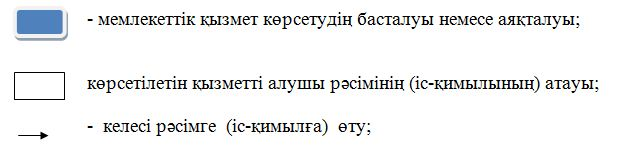 - мемлекеттік қызмет көрсетудің басталуы немесе аяқталуы;
көрсетілетін қызметті алушы рәсімінің (іс-қимылының) атауы;
- келесі рәсімге (іс-қимылға) өту;